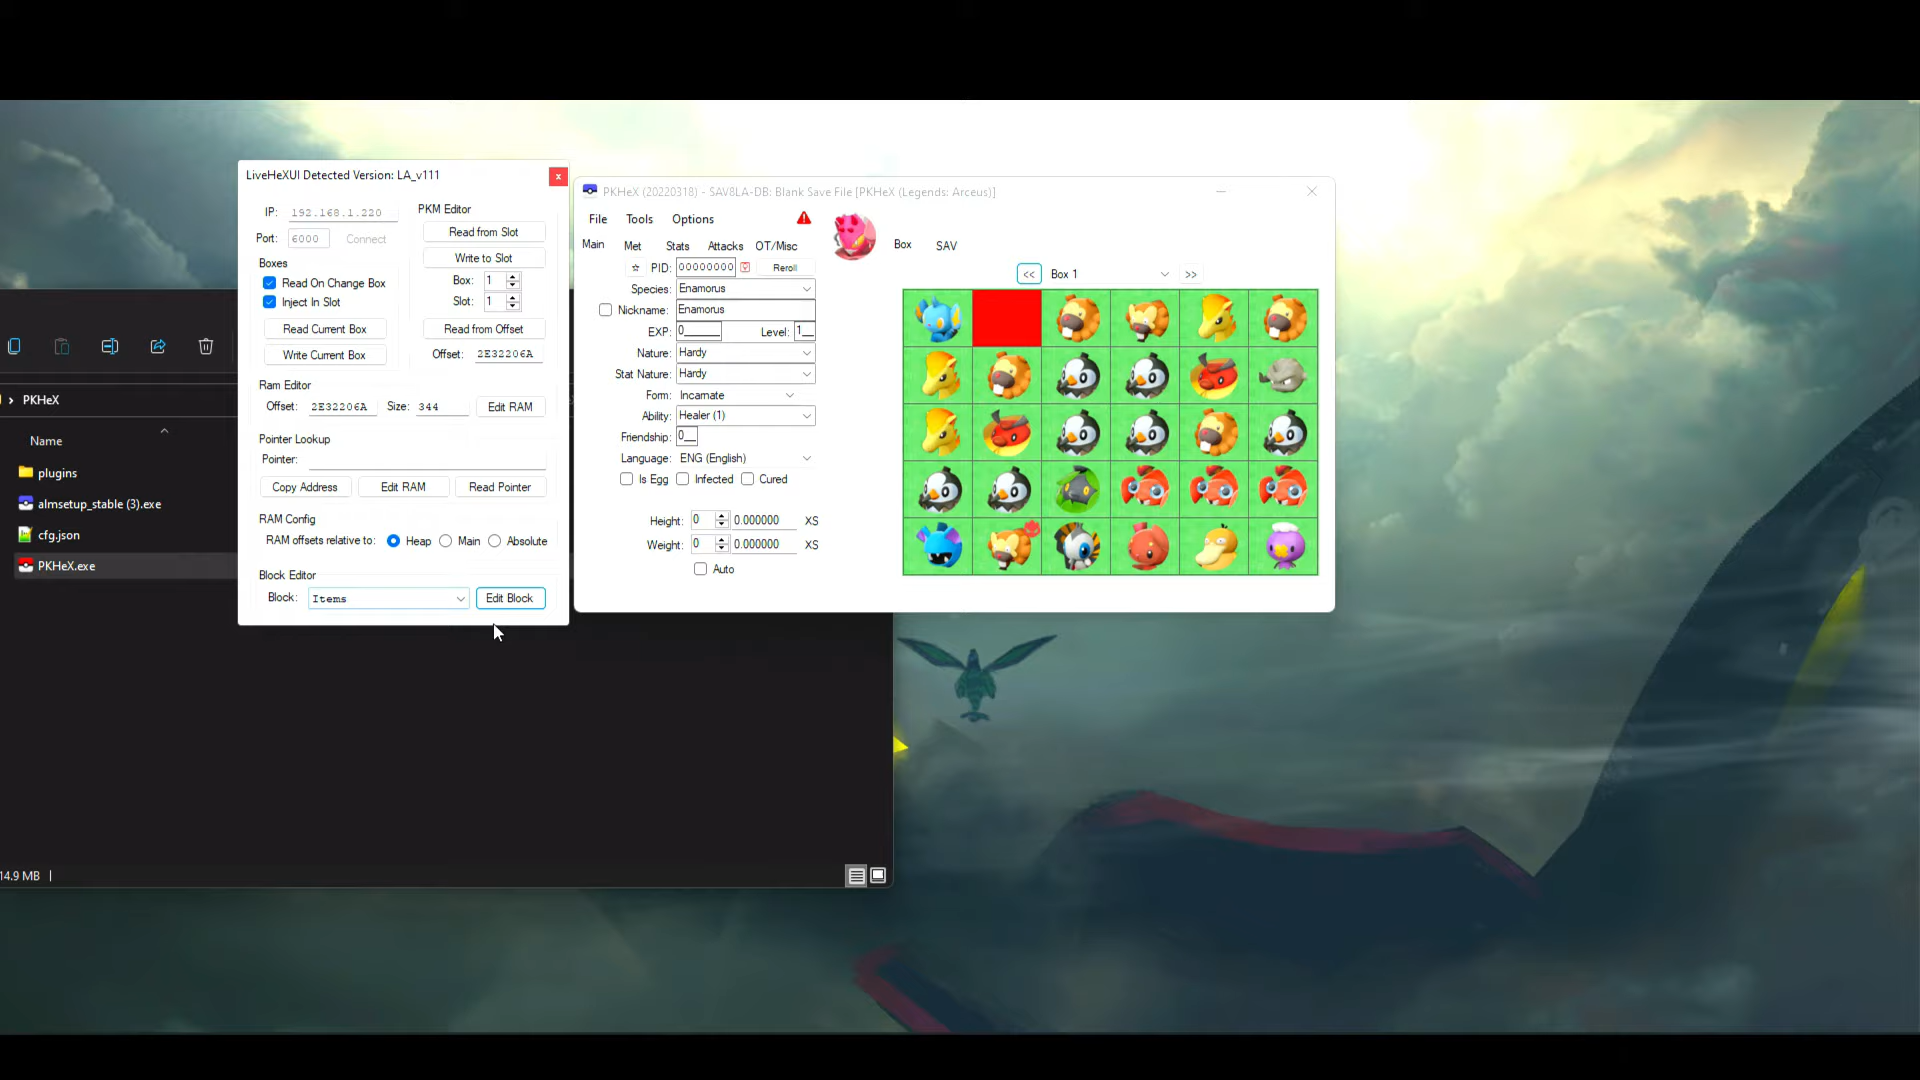 LiveHeXUI Detected Version: LA_v111
x
IP: 192.168.1.220
Port: 6000 Connect
Boxes
Read On Change Box
Inject In Slot
Read Current Box
Write Current Box
PKM Editor
Read from Slot
Write to Slot
Box: 1
Slot: 1
Read from Offset
Offset: 2E32206A
Ram Editor
Offset: 2E32206A Size: 344 Edit RAM
Pointer Lookup
Pointer:
Copy Address Edit RAM Read Pointer
RAM Config
RAM offsets relative to: Heap Main Absolute
Block Editor
Block: Items Edit Block
PKHeX (20220318) - SAV8LA-DB: Blank Save File [PKHeX (Legends: Arceus)]
File Tools Options
Main Met Stats Attacks OT/Misc
PID: 00000000 Reroll
Species: Enamorus
Nickname: Enamorus
EXP: 0 Level: 1
Nature: Hardy
Stat Nature: Hardy
Form: Incarnate
Ability: Healer (1)
Friendship: 0
Language: ENG (English)
Is Egg Infected Cured
Height: 0 0.000000 XS
Weight: 0 0.000000 XS
Auto
Box SAV
<< Box 1 >>
PKHeX
Name
plugins
almsetup_stable (3).exe
cfg.json
PKHeX.exe
14.9 MB